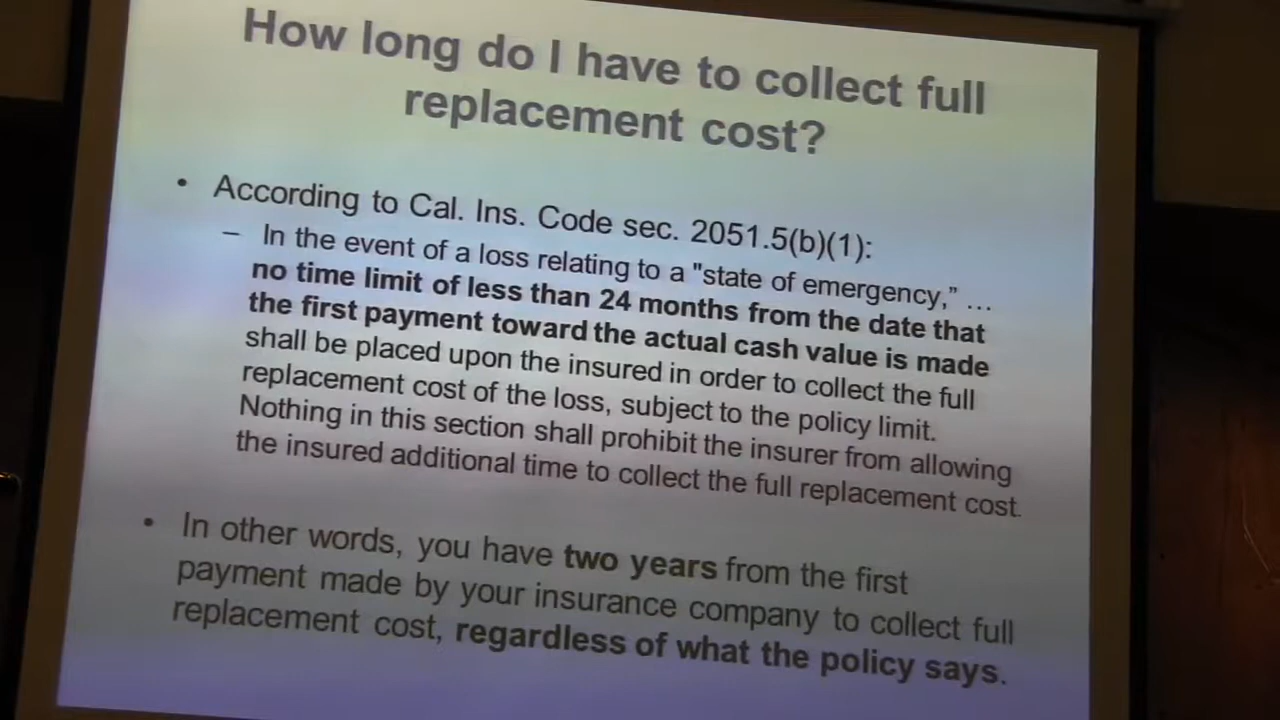 How long do I have to collect full
replacement cost?
• According to Cal. Ins. Code sec. 2051.5(b)(1):
– In the event of a loss relating to a "state of emergency,” …
no time limit of less than 24 months from the date that
the first payment toward the actual cash value is made
shall be placed upon the insured in order to collect the full
replacement cost of the loss, subject to the policy limit.
Nothing in this section shall prohibit the insurer from allowing
the insured additional time to collect the full replacement cost.
• In other words, you have two years from the first
payment made by your insurance company to collect full
replacement cost, regardless of what the policy says.